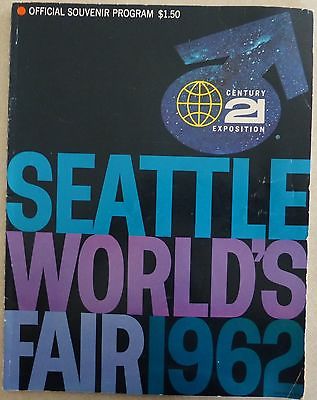 OFFICIAL SOUVENIR PROGRAM $1.50
CENTURY
21
EXPOSITION
SEATTLE
WORLD'S
FAIR 1962